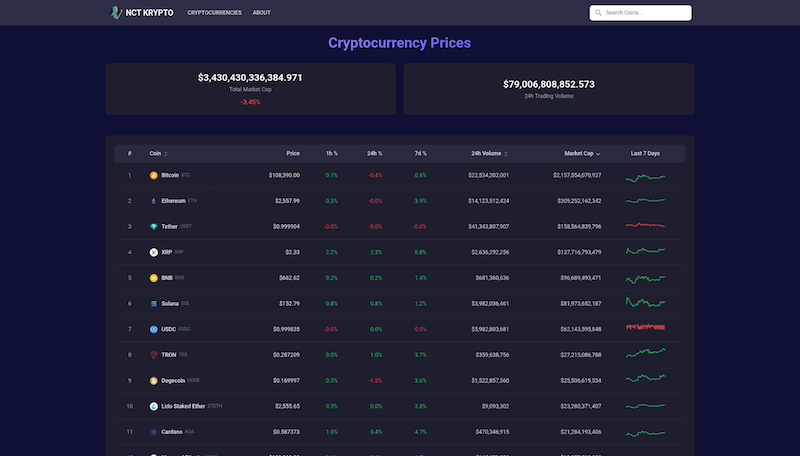 NCT KRYPTO CRYPTOCURRENCIES ABOUT Search Coins...
Cryptocurrency Prices
$3,430,430,336,384.971
Total Market Cap
-3.45%
$79,006,808,852.573
24h Trading Volume
# Coin Price 1h % 24h % 7d % 24h Volume Market Cap Last 7 Days
1 Bitcoin BTC $108,390.00 0.1% -0.4% 0.8% $22,534,202,001 $2,157,554,070,927
2 Ethereum ETH $2,557.99 0.3% -0.0% 3.9% $14,123,512,424 $309,252,162,342
3 Tether USDT $0.999904 -0.0% -0.0% -0.0% $41,343,807,907 $158,564,839,796
4 XRP XRP $2.33 2.2% 2.3% 6.8% $2,636,292,256 $137,716,793,479
5 BNB BNB $662.62 0.2% 0.2% 1.4% $681,360,636 $96,689,493,471
6 Solana SOL $152.79 0.8% 0.8% 1.2% $3,982,036,461 $81,973,652,187
7 USDC USDC $0.999835 -0.0% 0.0% -0.0% $5,982,803,681 $62,143,595,848
8 TRON TRX $0.287209 0.0% 1.0% 3.7% $359,638,756 $27,215,086,788
9 Dogecoin DOGE $0.169997 0.3% -1.5% 3.6% $1,522,857,560 $25,506,619,534
10 Lido Staked Ether STETH $2,555.65 0.3% 0.0% 3.8% $9,093,302 $23,280,371,407
11 Cardano ADA $0.587373 1.0% 0.4% 4.7% $470,346,915 $21,284,193,406